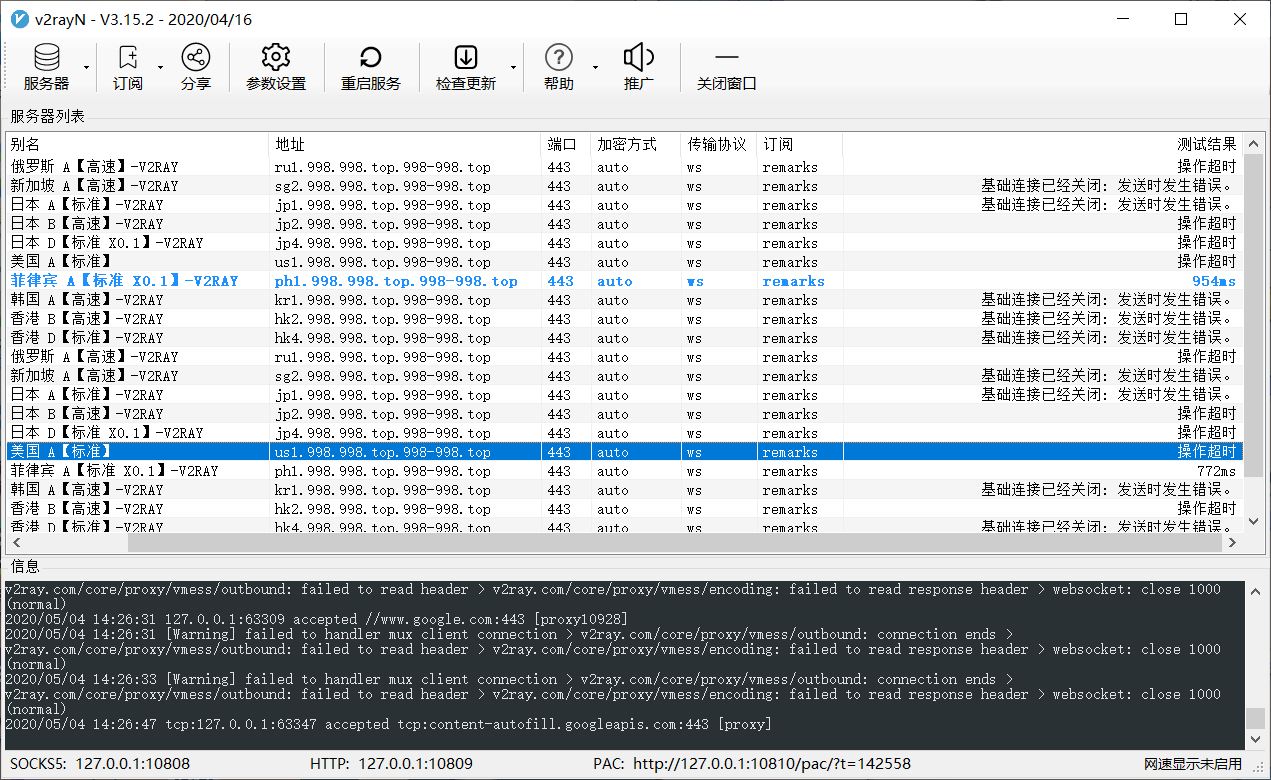 v2rayN - V3.15.2 - 2020/04/16
服务器 订阅 分享 参数设置 重启服务 检查更新 帮助 推广 关闭窗口
服务器列表
别名 地址 端口 加密方式 传输协议 订阅 测试结果
俄罗斯 A【高速】-V2RAY ru1.998.998.top.998-998.top 443 auto ws remarks 操作超时
新加坡 A【高速】-V2RAY sg2.998.998.top.998-998.top 443 auto ws remarks 基础连接已经关闭: 发送时发生错误。
日本 A【标准】-V2RAY jp1.998.998.top.998-998.top 443 auto ws remarks 基础连接已经关闭: 发送时发生错误。
日本 B【高速】-V2RAY jp2.998.998.top.998-998.top 443 auto ws remarks 操作超时
日本 D【标准 X0.1】-V2RAY jp4.998.998.top.998-998.top 443 auto ws remarks 操作超时
美国 A【标准】 us1.998.998.top.998-998.top 443 auto ws remarks 操作超时
菲律宾 A【标准 X0.1】-V2RAY ph1.998.998.top.998-998.top 443 auto ws remarks 954ms
韩国 A【高速】-V2RAY kr1.998.998.top.998-998.top 443 auto ws remarks 基础连接已经关闭: 发送时发生错误。
香港 B【高速】-V2RAY hk2.998.998.top.998-998.top 443 auto ws remarks 基础连接已经关闭: 发送时发生错误。
香港 D【标准】-V2RAY hk4.998.998.top.998-998.top 443 auto ws remarks 基础连接已经关闭: 发送时发生错误。
俄罗斯 A【高速】-V2RAY ru1.998.998.top.998-998.top 443 auto ws remarks 操作超时
新加坡 A【高速】-V2RAY sg2.998.998.top.998-998.top 443 auto ws remarks 基础连接已经关闭: 发送时发生错误。
日本 A【标准】-V2RAY jp1.998.998.top.998-998.top 443 auto ws remarks 基础连接已经关闭: 发送时发生错误。
日本 B【高速】-V2RAY jp2.998.998.top.998-998.top 443 auto ws remarks 操作超时
日本 D【标准 X0.1】-V2RAY jp4.998.998.top.998-998.top 443 auto ws remarks 操作超时
美国 A【标准】 us1.998.998.top.998-998.top 443 auto ws remarks 操作超时
菲律宾 A【标准 X0.1】-V2RAY ph1.998.998.top.998-998.top 443 auto ws remarks 772ms
韩国 A【高速】-V2RAY kr1.998.998.top.998-998.top 443 auto ws remarks 基础连接已经关闭: 发送时发生错误。
香港 B【高速】-V2RAY hk2.998.998.top.998-998.top 443 auto ws remarks 操作超时
香港 D【标准】-V2RAY hk4.998.998.top.998-998.top 443 auto ws remarks 基础连接已经关闭: 发送时发生错误。
信息
v2ray.com/core/proxy/vmess/outbound: failed to read header > v2ray.com/core/proxy/vmess/encoding: failed to read response header > websocket: close 1000
(normal)
2020/05/04 14:26:31 127.0.0.1:63309 accepted //www.google.com:443 [proxy10928]
2020/05/04 14:26:31 [Warning] failed to handler mux client connection > v2ray.com/core/proxy/vmess/outbound: connection ends >
v2ray.com/core/proxy/vmess/outbound: failed to read header > v2ray.com/core/proxy/vmess/encoding: failed to read response header > websocket: close 1000
(normal)
2020/05/04 14:26:33 [Warning] failed to handler mux client connection > v2ray.com/core/proxy/vmess/outbound: connection ends >
v2ray.com/core/proxy/vmess/outbound: failed to read header > v2ray.com/core/proxy/vmess/encoding: failed to read response header > websocket: close 1000
(normal)
2020/05/04 14:26:47 tcp:127.0.0.1:63347 accepted tcp:content-autofill.googleapis.com:443 [proxy]
SOCKS5: 127.0.0.1:10808 HTTP: 127.0.0.1:10809 PAC: http://127.0.0.1:10810/pac/?t=142558 网速显示未启用